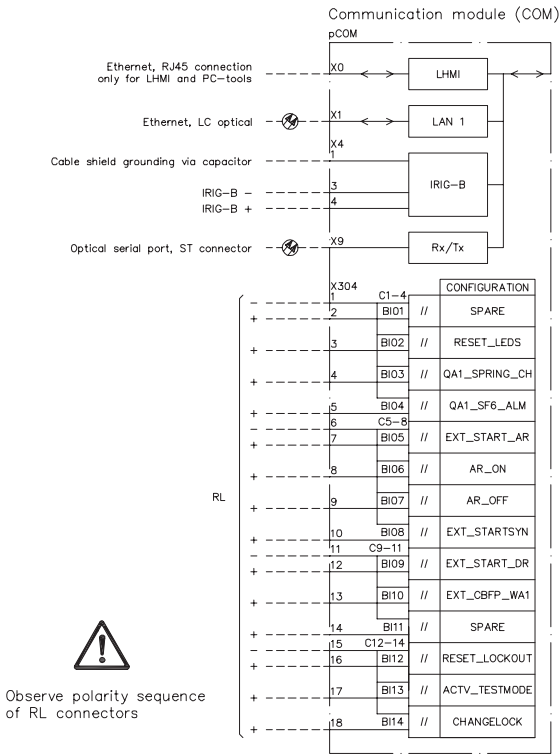 Communication module (COM)
pCOM
Ethernet, RJ45 connection
only for LHMI and PC-tools
X0
LHMI
Ethernet, LC optical
X1
LAN 1
X4
Cable shield grounding via capacitor
1
IRIG-B -
3
IRIG-B
IRIG-B +
4
Optical serial port, ST connector
X9
Rx/Tx
X304
CONFIGURATION
- 1 C1-4
+ 2 BI01 // SPARE
+ 3 BI02 // RESET_LEDS
+ 4 BI03 // QA1_SPRING_CH
+ 5 BI04 // QA1_SF6_ALM
- 6 C5-8
+ 7 BI05 // EXT_START_AR
+ 8 BI06 // AR_ON
RL
+ 9 BI07 // AR_OFF
+ 10 BI08 // EXT_STARTSYN
- 11 C9-11
+ 12 BI09 // EXT_START_DR
+ 13 BI10 // EXT_CBFP_WA1
+ 14 BI11 // SPARE
- 15 C12-14
+ 16 BI12 // RESET_LOCKOUT
+ 17 BI13 // ACTV_TESTMODE
+ 18 BI14 // CHANGELOCK
!
Observe polarity sequence
of RL connectors